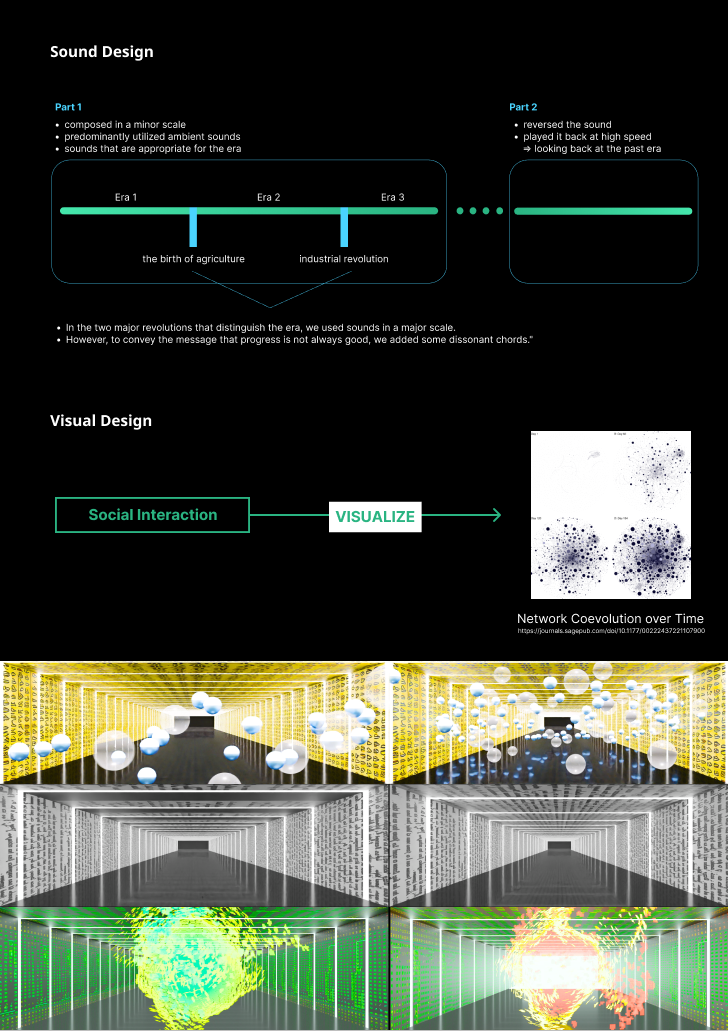 Sound Design
Part 1
• composed in a minor scale
• predominantly utilized ambient sounds
• sounds that are appropriate for the era
Part 2
• reversed the sound
• played it back at high speed
⇒ looking back at the past era
Era 1
Era 2
Era 3
the birth of agriculture
industrial revolution
• In the two major revolutions that distinguish the era, we used sounds in a major scale.
• However, to convey the message that progress is not always good, we added some dissonant chords."
Visual Design
Social Interaction
VISUALIZE
Network Coevolution over Time
https://journals.sagepub.com/doi/10.1177/00222437221107900